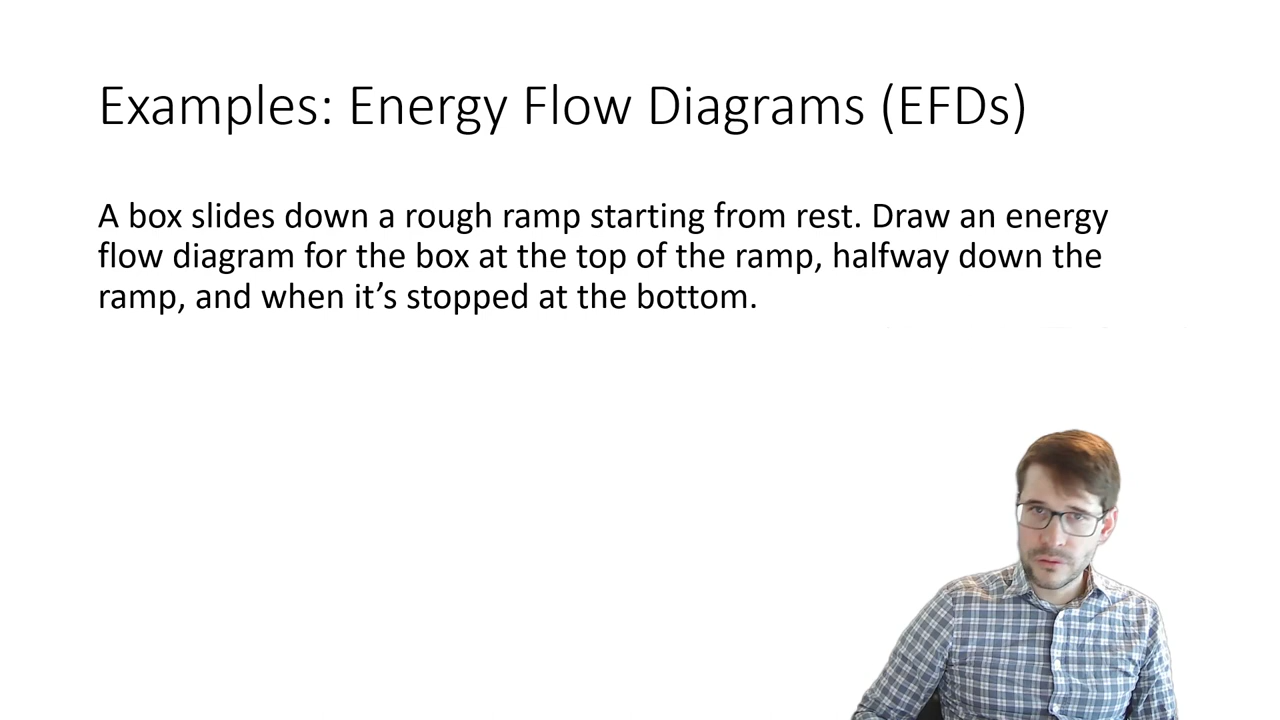 Examples: Energy Flow Diagrams (EFDs)
A box slides down a rough ramp starting from rest. Draw an energy
flow diagram for the box at the top of the ramp, halfway down the
ramp, and when it’s stopped at the bottom.